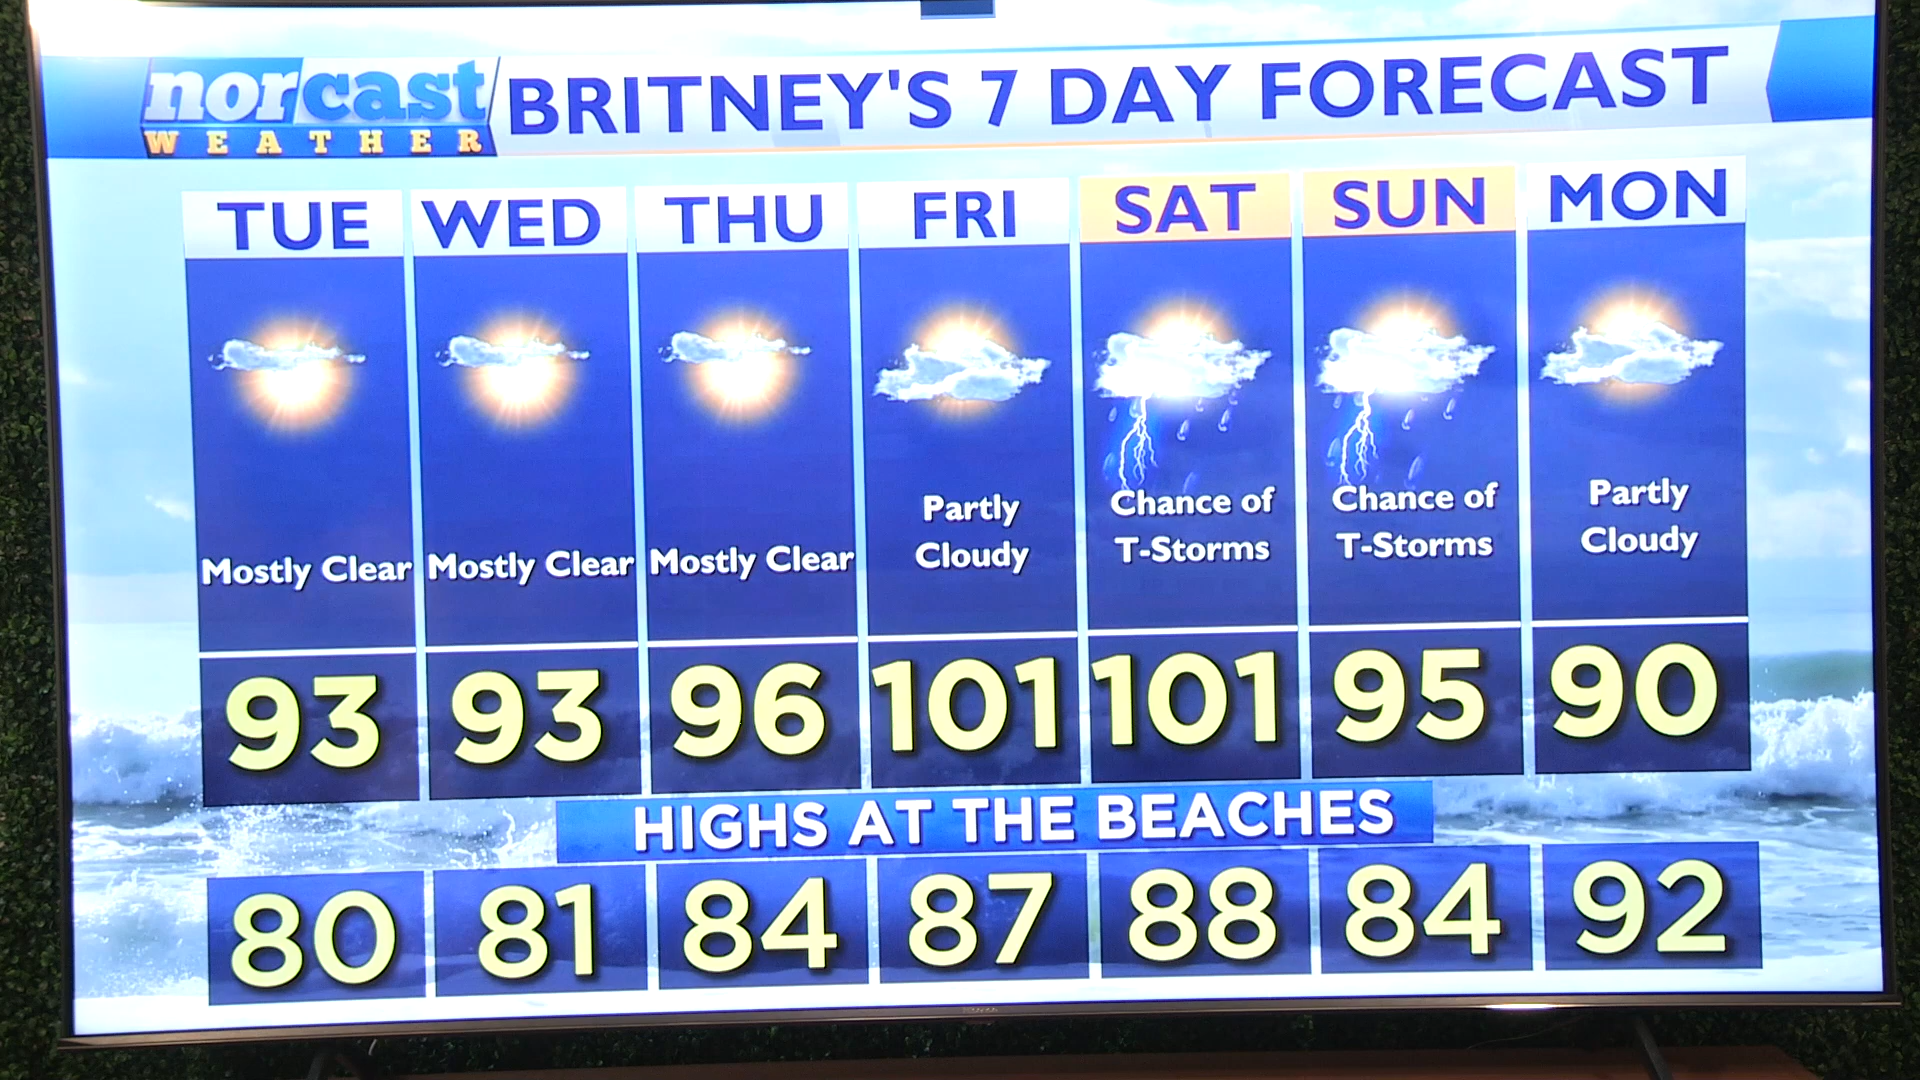 norcast
WEATHER
BRITNEY'S 7 DAY FORECAST
TUE WED THU FRI SAT SUN MON
Mostly Clear
Mostly Clear
Mostly Clear
Partly
Cloudy
Chance of
T-Storms
Chance of
T-Storms
Partly
Cloudy
93 93 96 101 101 95 90
HIGHS AT THE BEACHES
80 81 84 87 88 84 92